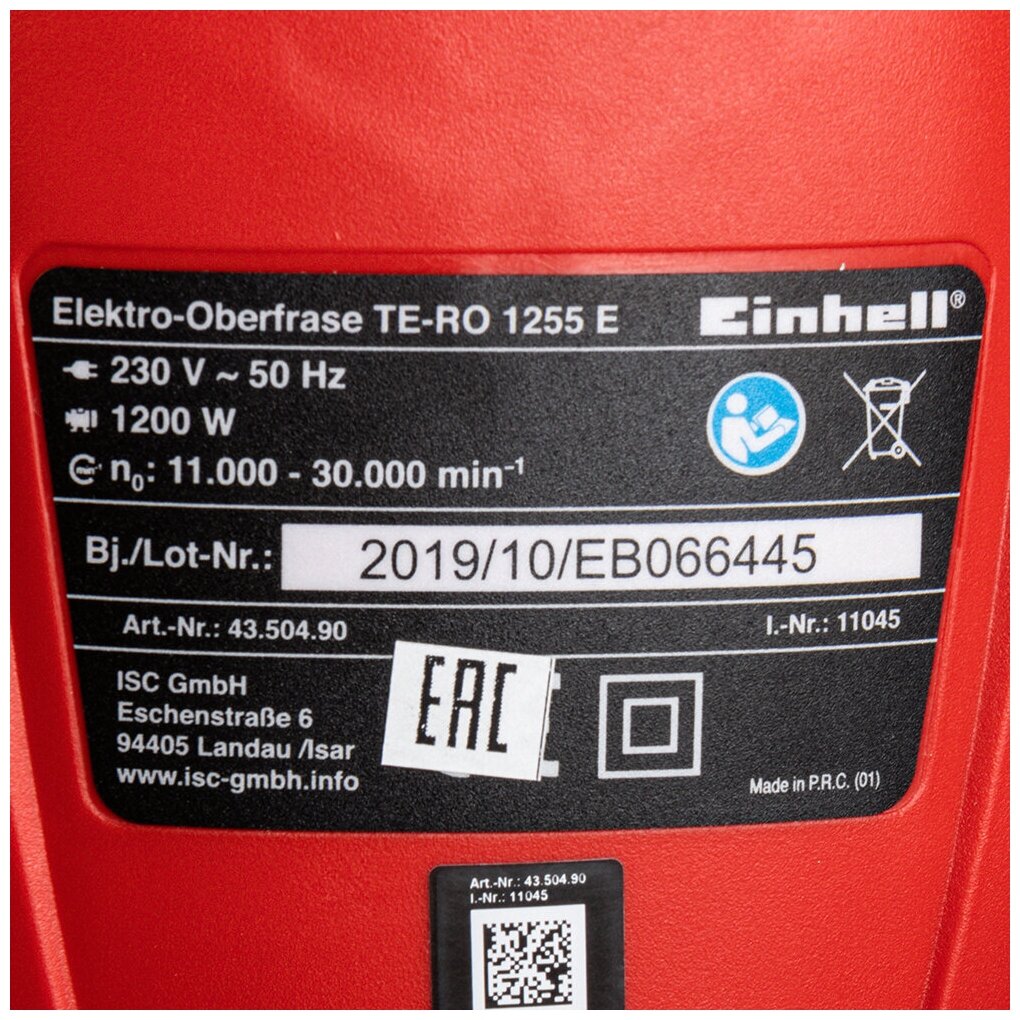 Elektro-Oberfrase TE-RO 1255 E
Einhell®
230 V ~ 50 Hz
1200 W
min⁻¹ n₀: 11.000 - 30.000 min⁻¹
Bj./Lot-Nr.: 2019/10/EB066445
Art.-Nr.: 43.504.90
I.-Nr.: 11045
ISC GmbH
Eschenstraße 6
94405 Landau /Isar
www.isc-gmbh.info
EAC
Made in P.R.C. (01)
Art.-Nr.: 43.504.90
I.-Nr.: 11045